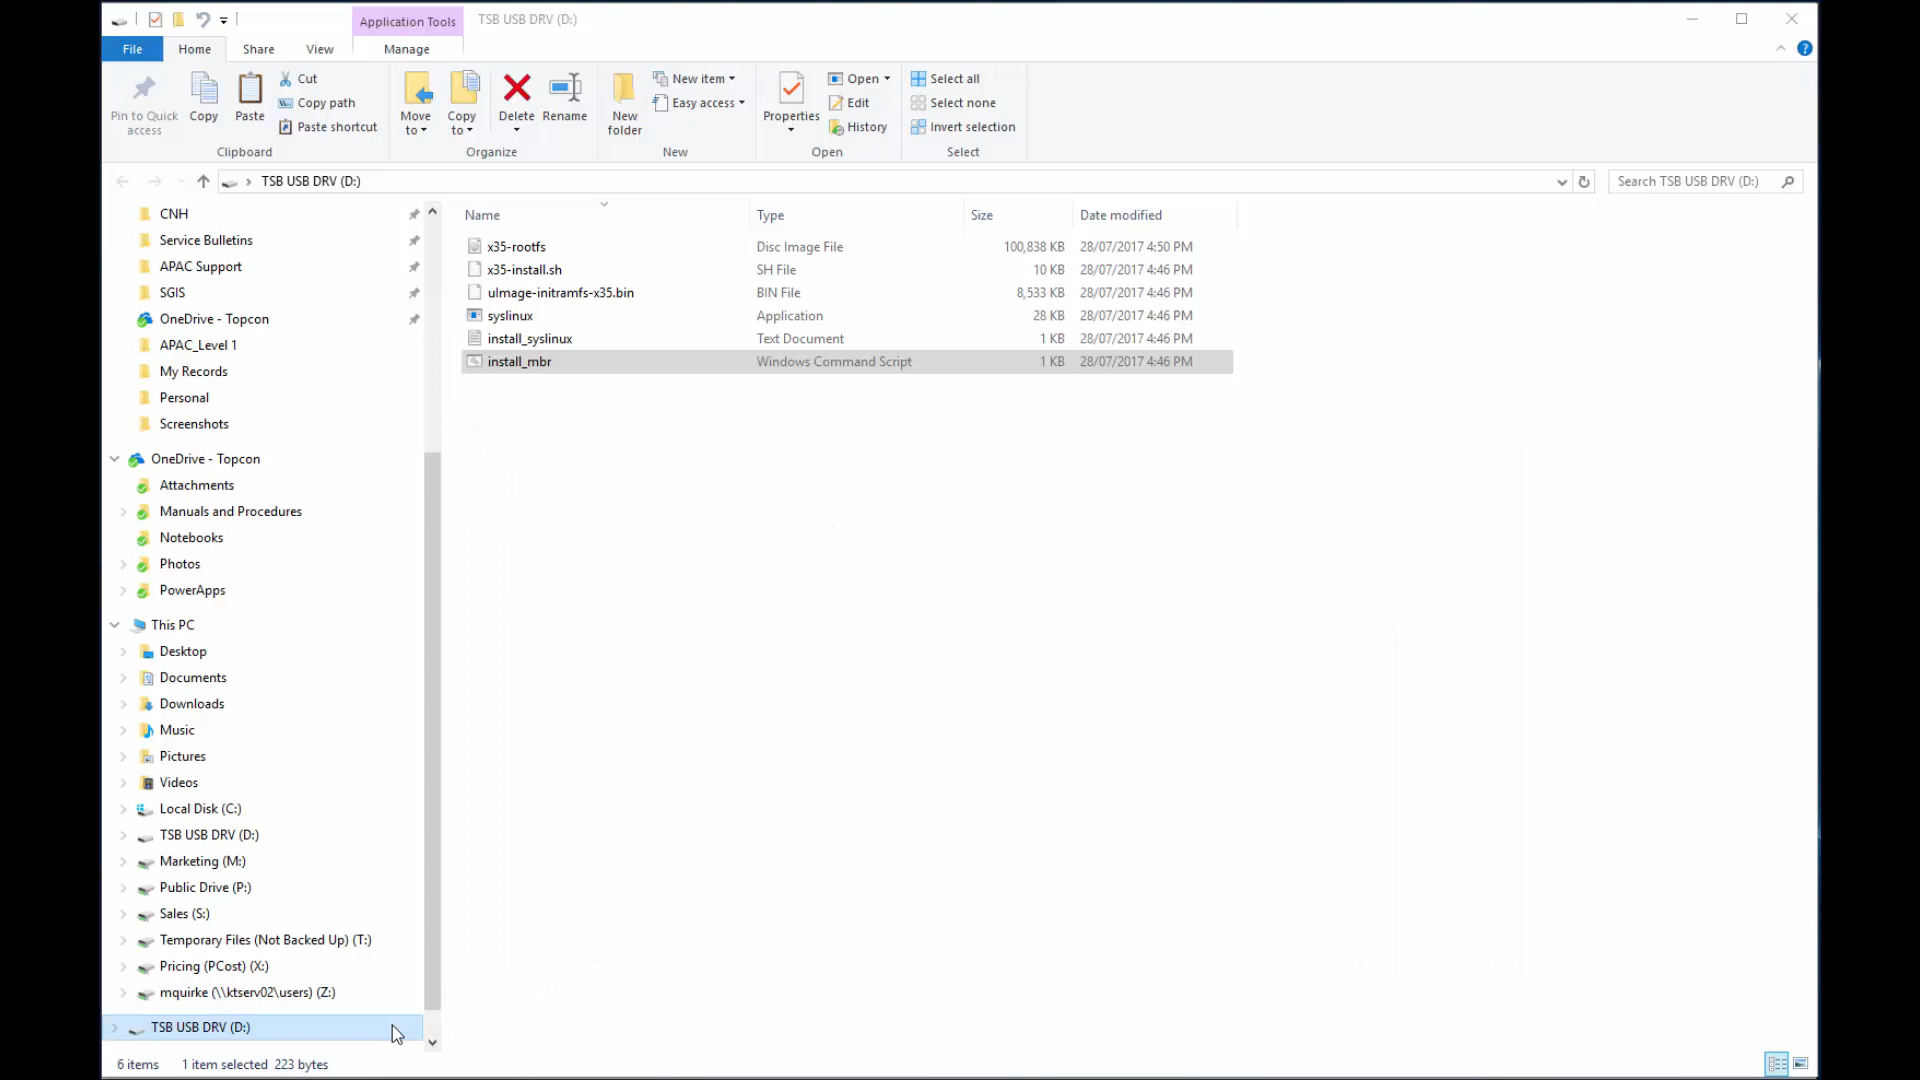 Application Tools
TSB USB DRV (D:)
File
Home
Share
View
Manage
?
Pin to Quick access
Copy
Paste
Cut
Copy path
Paste shortcut
Clipboard
Move to
Copy to
Delete
Rename
Organize
New folder
New item
Easy access
New
Properties
Open
Edit
History
Open
Select all
Select none
Invert selection
Select
TSB USB DRV (D:)
Search TSB USB DRV (D:)
CNH
Service Bulletins
APAC Support
SGIS
OneDrive - Topcon
APAC_Level 1
My Records
Personal
Screenshots
OneDrive - Topcon
Attachments
Manuals and Procedures
Notebooks
Photos
PowerApps
This PC
Desktop
Documents
Downloads
Music
Pictures
Videos
Local Disk (C:)
TSB USB DRV (D:)
Marketing (M:)
Public Drive (P:)
Sales (S:)
Temporary Files (Not Backed Up) (T:)
Pricing (PCost) (X:)
mquirke (\\ktserv02\users) (Z:)
TSB USB DRV (D:)
Name Type Size Date modified
x35-rootfs Disc Image File 100,838 KB 28/07/2017 4:50 PM
x35-install.sh SH File 10 KB 28/07/2017 4:46 PM
uImage-initramfs-x35.bin BIN File 8,533 KB 28/07/2017 4:46 PM
syslinux Application 28 KB 28/07/2017 4:46 PM
install_syslinux Text Document 1 KB 28/07/2017 4:46 PM
install_mbr Windows Command Script 1 KB 28/07/2017 4:46 PM
6 items 1 item selected 223 bytes